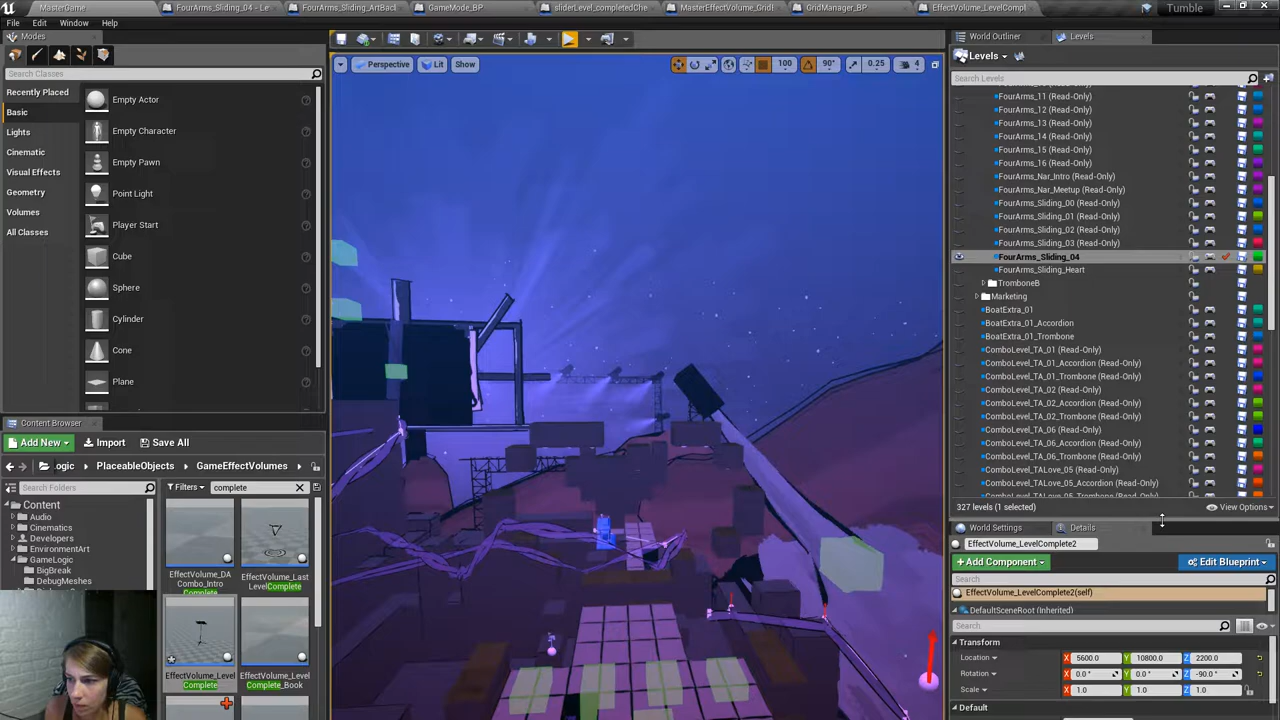 MasterGame
FourArms_Sliding_04 - Le
FourArms_Sliding_ArtBacl
GameMode_BP
sliderLevel_completedChe
MasterEffectVolume_GridI
GridManager_BP
EffectVolume_LevelCompl
Tumble
File Edit Window Help
Modes
Search Classes
Recently Placed
Basic
Lights
Cinematic
Visual Effects
Geometry
Volumes
All Classes
Empty Actor
Empty Character
Empty Pawn
Point Light
Player Start
Cube
Sphere
Cylinder
Cone
Plane
Perspective Lit Show
100 90° 0.25 4
World Outliner Levels
Levels
Search Levels
FourArms_11 (Read-Only)
FourArms_12 (Read-Only)
FourArms_13 (Read-Only)
FourArms_14 (Read-Only)
FourArms_15 (Read-Only)
FourArms_16 (Read-Only)
FourArms_Nar_Intro (Read-Only)
FourArms_Nar_Meetup (Read-Only)
FourArms_Sliding_00 (Read-Only)
FourArms_Sliding_01 (Read-Only)
FourArms_Sliding_02 (Read-Only)
FourArms_Sliding_03 (Read-Only)
FourArms_Sliding_04
FourArms_Sliding_Heart
TromboneB
Marketing
BoatExtra_01
BoatExtra_01_Accordion
BoatExtra_01_Trombone
ComboLevel_TA_01 (Read-Only)
ComboLevel_TA_01_Accordion (Read-Only)
ComboLevel_TA_01_Trombone (Read-Only)
ComboLevel_TA_02 (Read-Only)
ComboLevel_TA_02_Accordion (Read-Only)
ComboLevel_TA_02_Trombone (Read-Only)
ComboLevel_TA_06 (Read-Only)
ComboLevel_TA_06_Accordion (Read-Only)
ComboLevel_TA_06_Trombone (Read-Only)
ComboLevel_TALove_05 (Read-Only)
ComboLevel_TALove_05_Accordion (Read-Only)
ComboLevel_TALove_05_Trombone (Read-Only)
327 levels (1 selected)
View Options
World Settings Details
EffectVolume_LevelComplete2
Add Component
Edit Blueprint
Search
EffectVolume_LevelComplete2(self)
DefaultSceneRoot (Inherited)
Search
Transform
Location X 5600.0 Y 10800.0 Z 2200.0
Rotation X 0.0 ° Y 0.0 ° Z -90.0 °
Scale X 1.0 Y 1.0 Z 1.0
Default
Content Browser
Add New Import Save All
ogic PlaceableObjects GameEffectVolumes
Search Folders
Filters complete
Content
Audio
Cinematics
Developers
EnvironmentArt
GameLogic
BigBreak
DebugMeshes
EffectVolume_DA
Combo_Intro
Complete
EffectVolume_Last
LevelComplete
EffectVolume_Level
Complete
EffectVolume_Level
Complete_Book